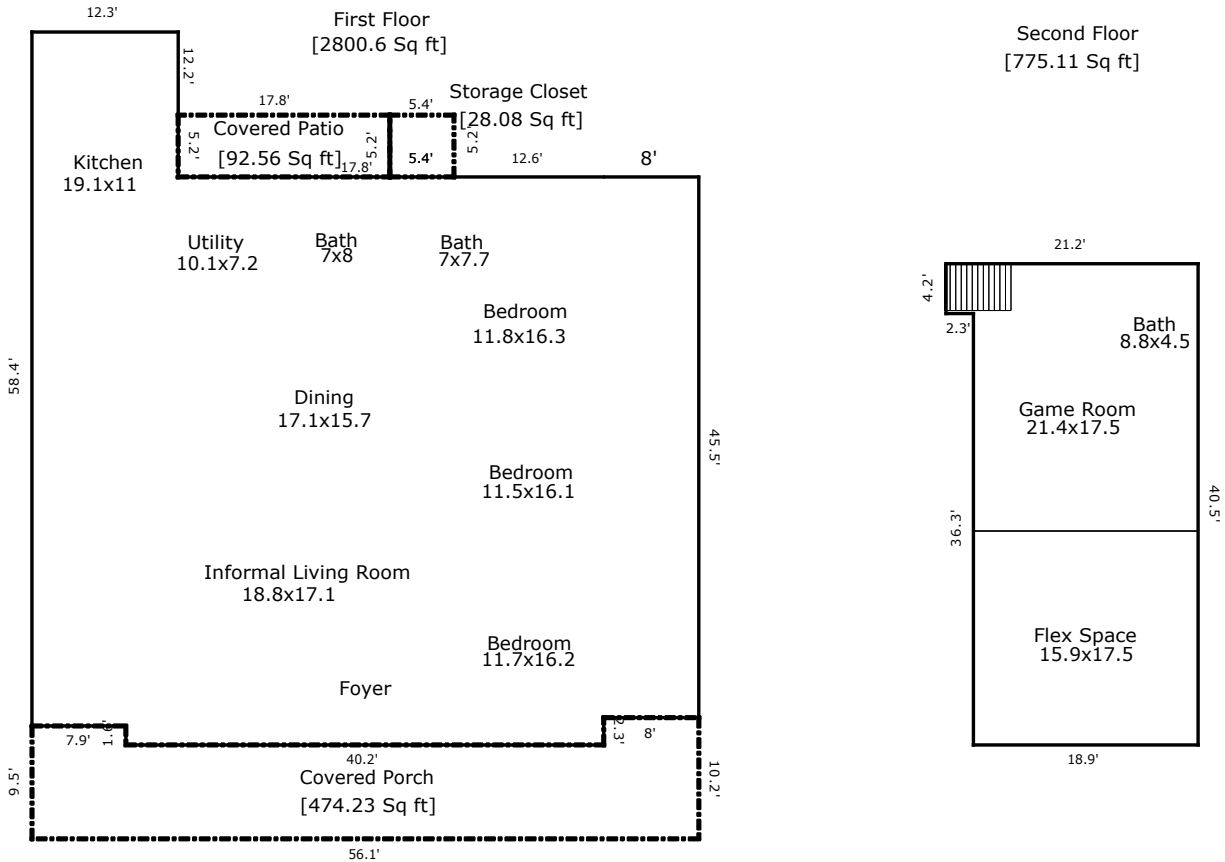 12.3'
First Floor
[2800.6 Sq ft]
Second Floor
[775.11 Sq ft]
12.2'
17.8'
5.4'
Storage Closet
[28.08 Sq ft]
Covered Patio
[92.56 Sq ft]
5.2'
5.2'
5.2'
17.8'
5.4'
12.6'
8'
Kitchen
19.1x11
Utility
10.1x7.2
Bath
7x8
Bath
7x7.7
Bedroom
11.8x16.3
58.4'
Dining
17.1x15.7
45.5'
Bedroom
11.5x16.1
Informal Living Room
18.8x17.1
Bedroom
11.7x16.2
Foyer
7.9'
1.6'
40.2'
2.3'
8'
9.5'
Covered Porch
[474.23 Sq ft]
10.2'
56.1'
21.2'
4.2'
2.3'
Bath
8.8x4.5
Game Room
21.4x17.5
36.3'
40.5'
Flex Space
15.9x17.5
18.9'